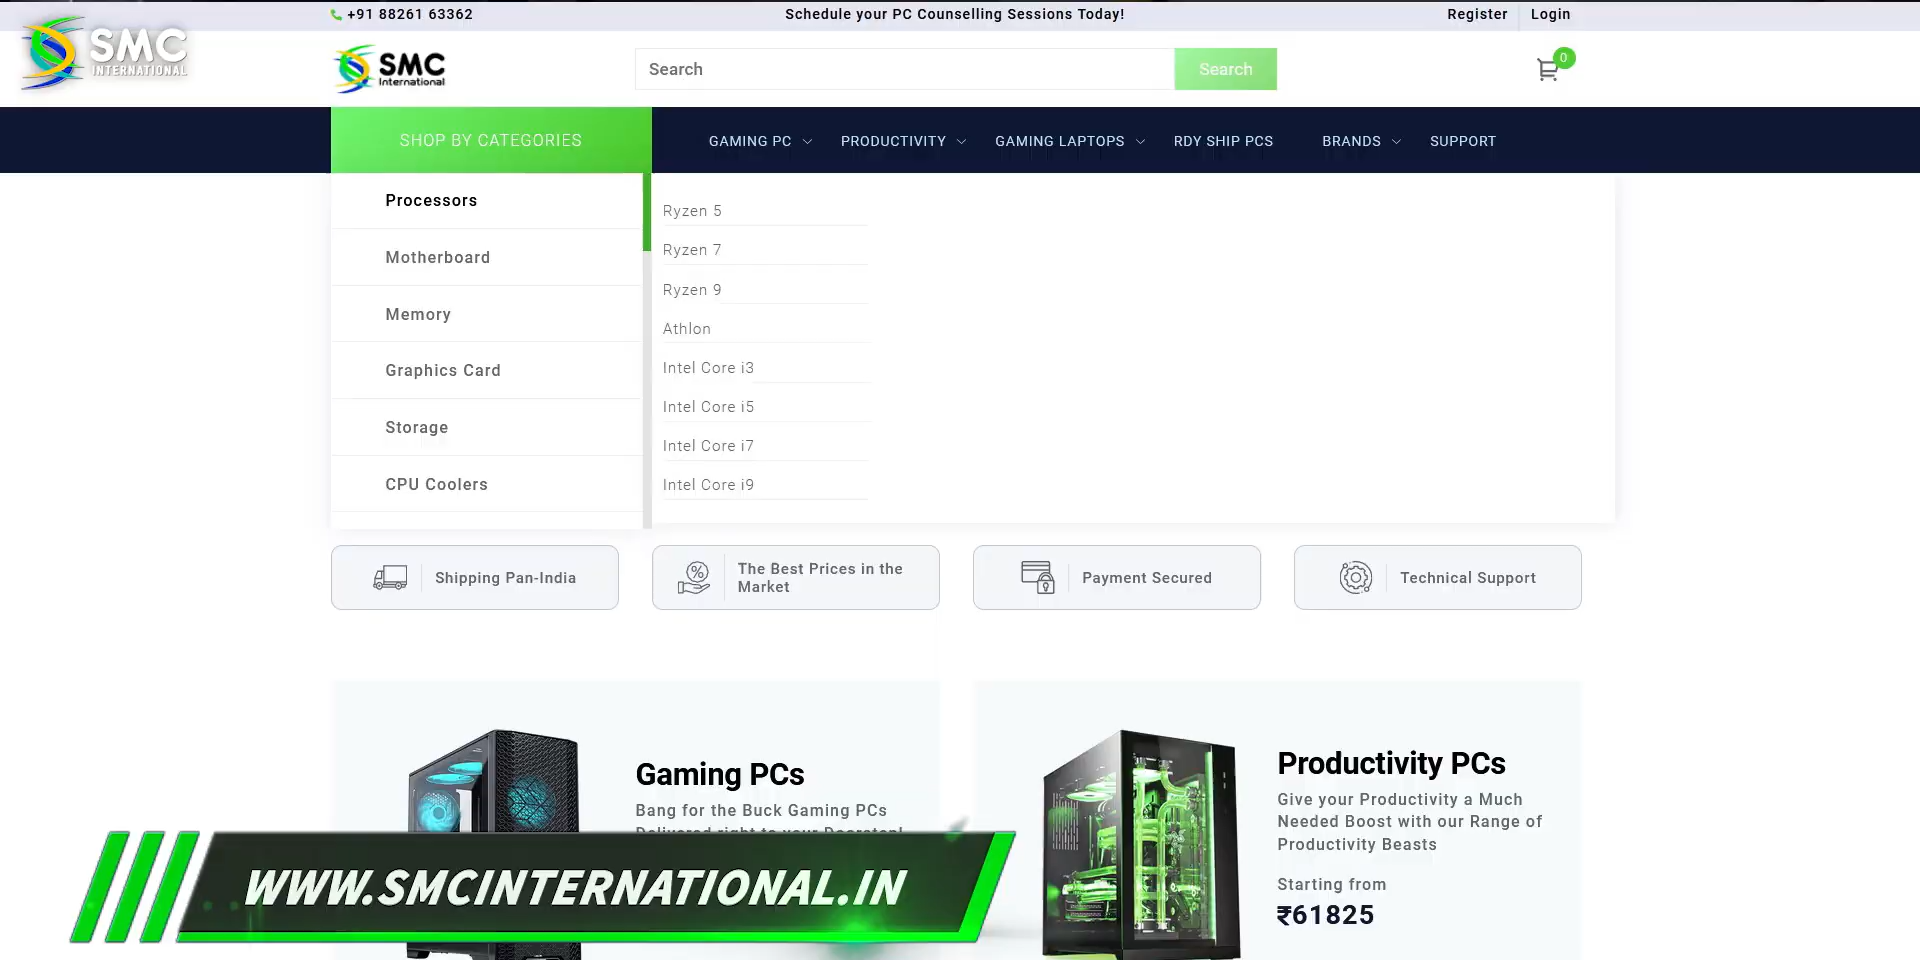 +91 88261 63362
Schedule your PC Counselling Sessions Today!
Register
Login
SMC
INTERNATIONAL
SMC
International
Search
Search
0
SHOP BY CATEGORIES
GAMING PC
PRODUCTIVITY
GAMING LAPTOPS
RDY SHIP PCS
BRANDS
SUPPORT
Processors
Motherboard
Memory
Graphics Card
Storage
CPU Coolers
Ryzen 5
Ryzen 7
Ryzen 9
Athlon
Intel Core i3
Intel Core i5
Intel Core i7
Intel Core i9
Shipping Pan-India
The Best Prices in the
Market
Payment Secured
Technical Support
Gaming PCs
Bang for the Buck Gaming PCs
Delivered right to your Doorstep!
Productivity PCs
Give your Productivity a Much
Needed Boost with our Range of
Productivity Beasts
Starting from
₹61825
WWW.SMCINTERNATIONAL.IN